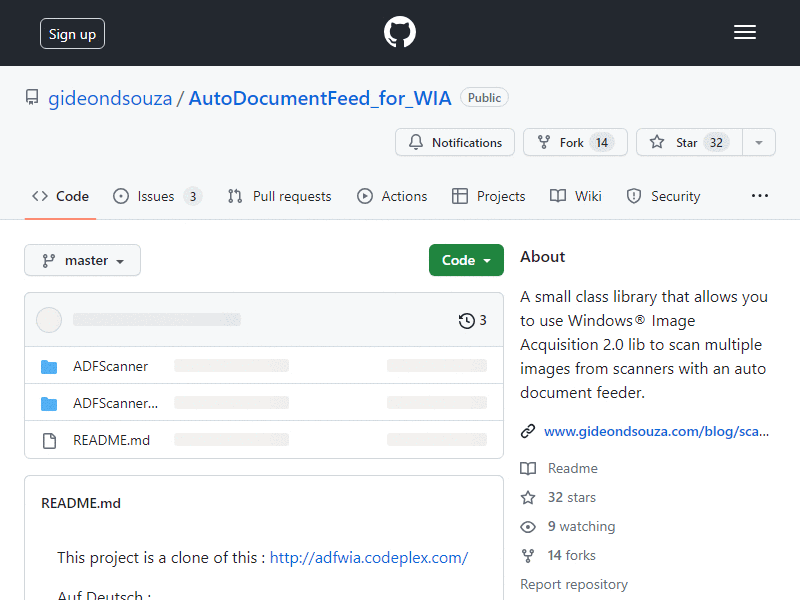 Sign up
gideondsouza / AutoDocumentFeed_for_WIA Public
Notifications Fork 14 Star 32
Code Issues 3 Pull requests Actions Projects Wiki Security
master Code
3
ADFScanner
ADFScanner...
README.md
README.md
This project is a clone of this : http://adfwia.codeplex.com/
Auf Deutsch :
About
A small class library that allows you
to use Windows® Image
Acquisition 2.0 lib to scan multiple
images from scanners with an auto
document feeder.
www.gideondsouza.com/blog/sca...
Readme
32 stars
9 watching
14 forks
Report repository